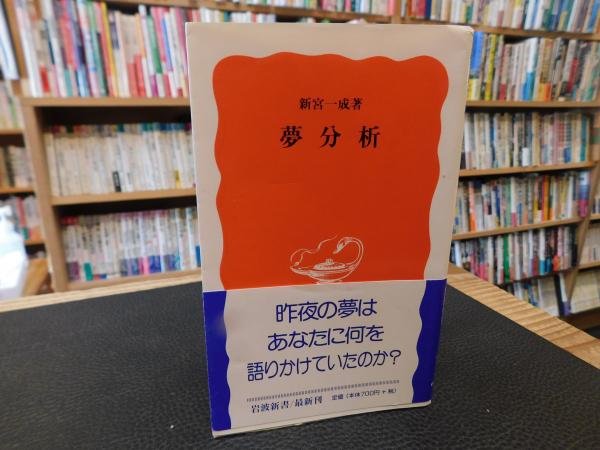 新宮一成著
夢分析
昨夜の夢は
あなたに何を
語りかけていたのか?
岩波新書/最新刊 定価(本体700円+税)